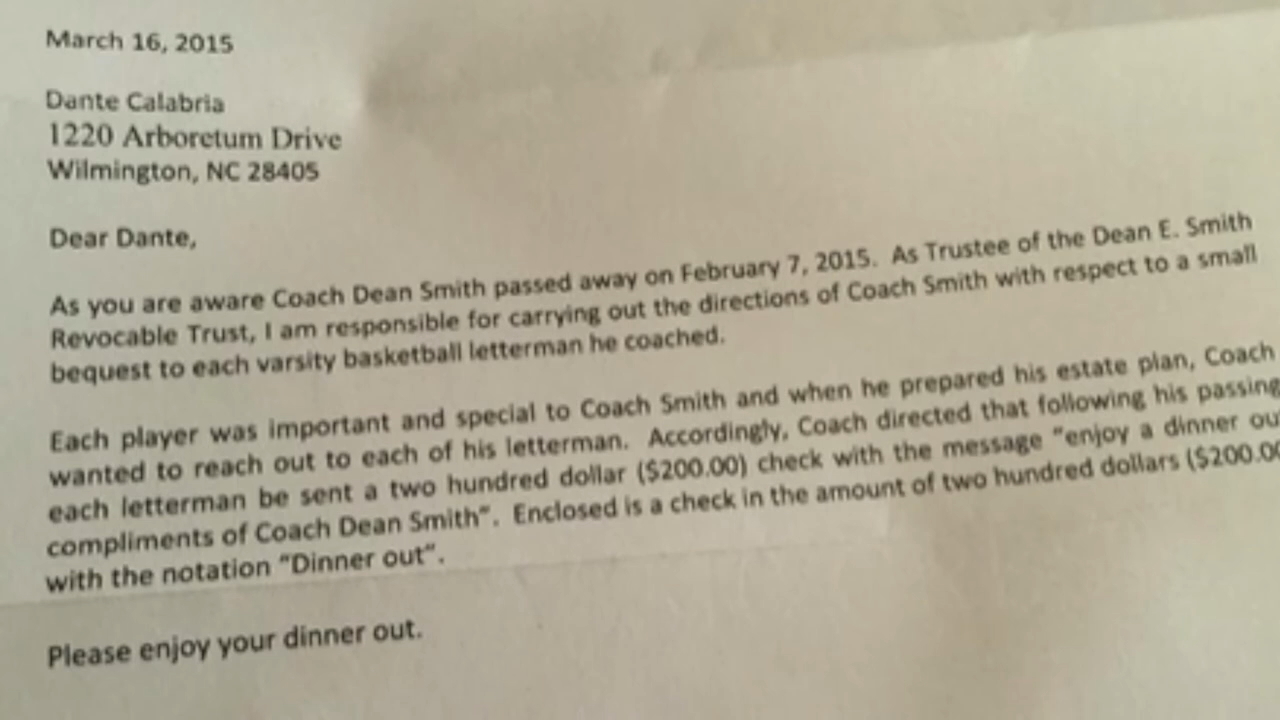 March 16, 2015
Dante Calabria
1220 Arboretum Drive
Wilmington, NC 28405
Dear Dante,
As you are aware Coach Dean Smith passed away on February 7, 2015. As Trustee of the Dean E. Smith
Revocable Trust, I am responsible for carrying out the directions of Coach Smith with respect to a small
bequest to each varsity basketball letterman he coached.
Each player was important and special to Coach Smith and when he prepared his estate plan, Coach
wanted to reach out to each of his letterman. Accordingly, Coach directed that following his passing
each letterman be sent a two hundred dollar ($200.00) check with the message "enjoy a dinner ou
compliments of Coach Dean Smith". Enclosed is a check in the amount of two hundred dollars ($200.00
with the notation "Dinner out".
Please enjoy your dinner out.